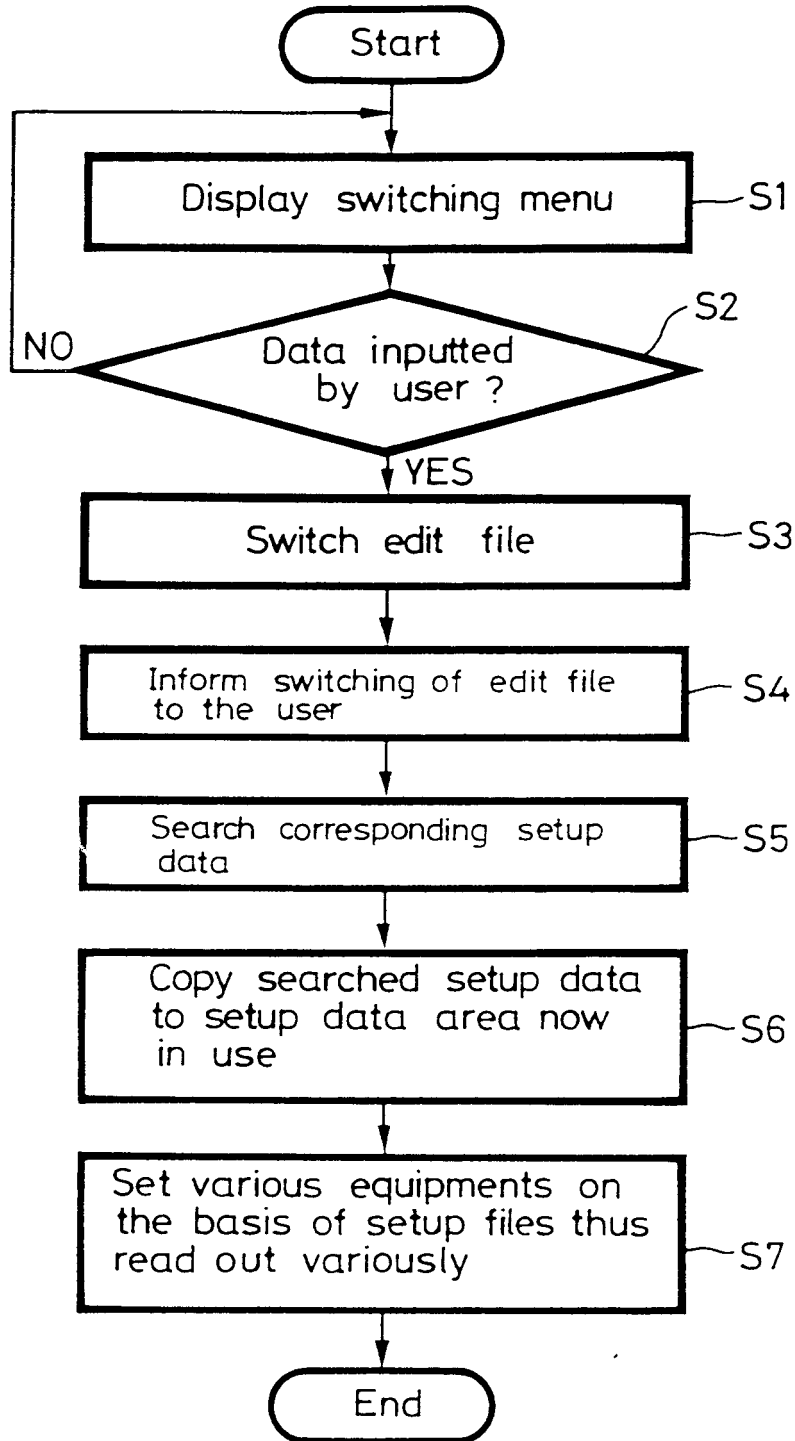 Start
Display switching menu
S1
Data inputted
by user ?
S2
NO
YES
Switch edit file
S3
Inform switching of edit file
to the user
S4
Search corresponding setup
data
S5
Copy searched setup data
to setup data area now
in use
S6
Set various equipments on
the basis of setup files thus
read out variously
S7
End